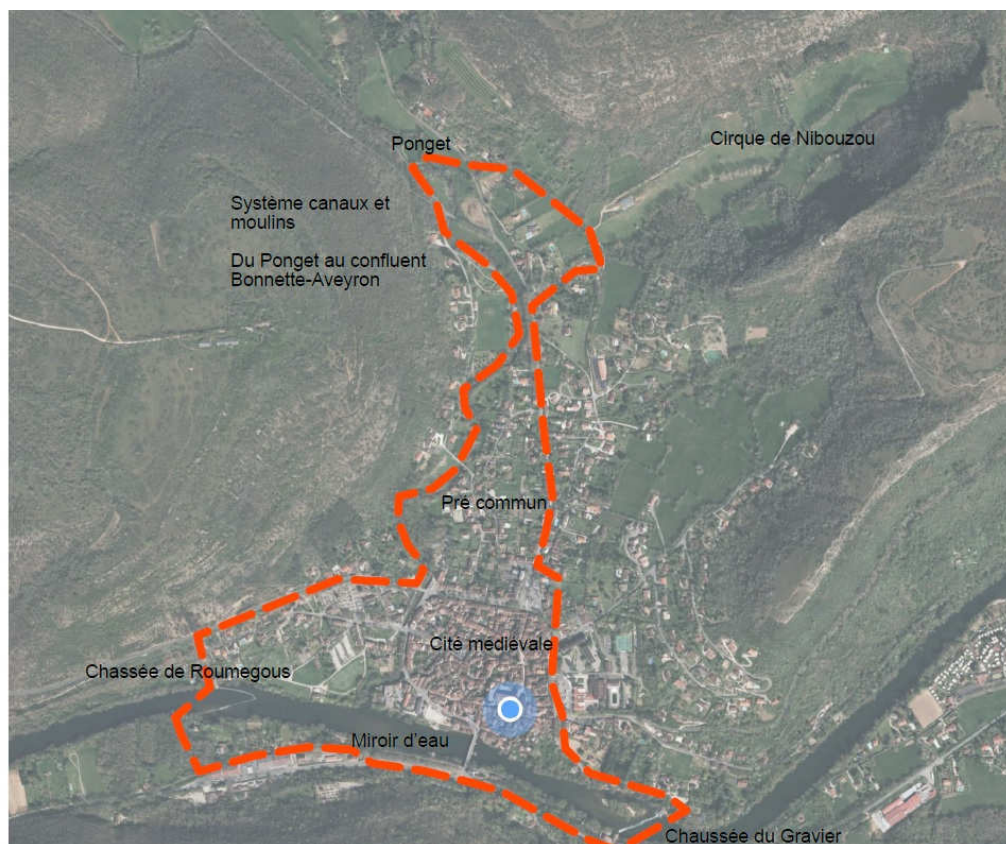 Cirque de Nibouzou
Ponget
Système canaux et
moulins
Du Ponget au confluent
Bonnette-Aveyron
Pré commun
Cité médiévale
Chassée de Roumegous
Miroir d'eau
Chaussée du Gravier